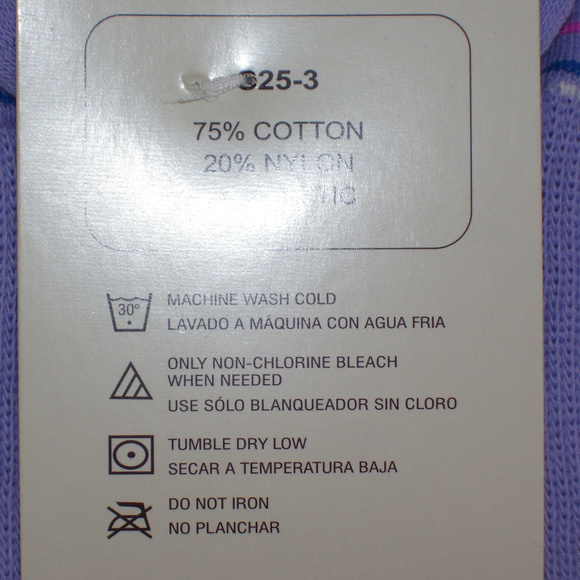 S25-3
75% COTTON
20% NYLON
30°
MACHINE WASH COLD
LAVADO A MÁQUINA CON AGUA FRIA
ONLY NON-CHLORINE BLEACH
WHEN NEEDED
USE SÓLO BLANQUEADOR SIN CLORO
TUMBLE DRY LOW
SECAR A TEMPERATURA BAJA
DO NOT IRON
NO PLANCHAR